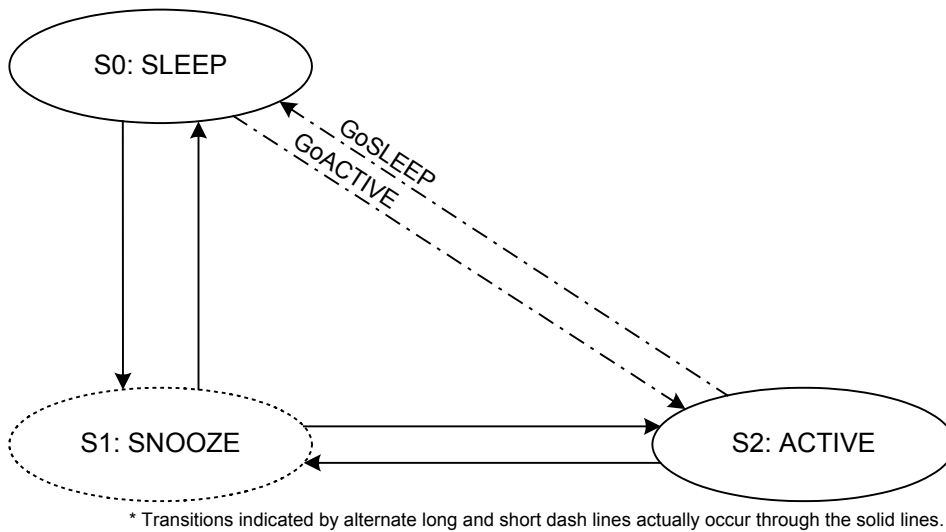 S0: SLEEP
GoSLEEP
GoACTIVE
S1: SNOOZE
S2: ACTIVE
* Transitions indicated by alternate long and short dash lines actually occur through the solid lines.